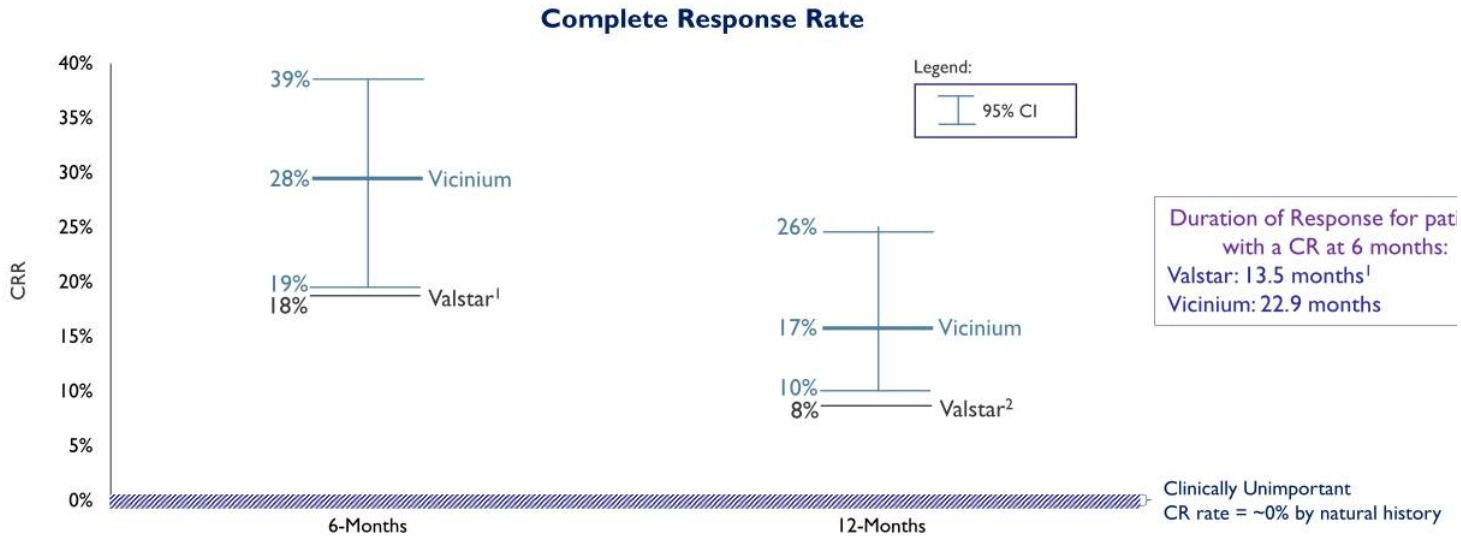 Complete Response Rate
Legend:
95% CI
40%
35%
30%
25%
20%
15%
10%
5%
0%
CRR
39%
28%
Vicinium
19%
18%
Valstar¹
26%
17%
Vicinium
10%
8%
Valstar²
6-Months
12-Months
Duration of Response for
with a CR at 6 months:
Valstar: 13.5 months¹
Vicinium: 22.9 months
Clinically Unimportant
CR rate = ~0% by natural history